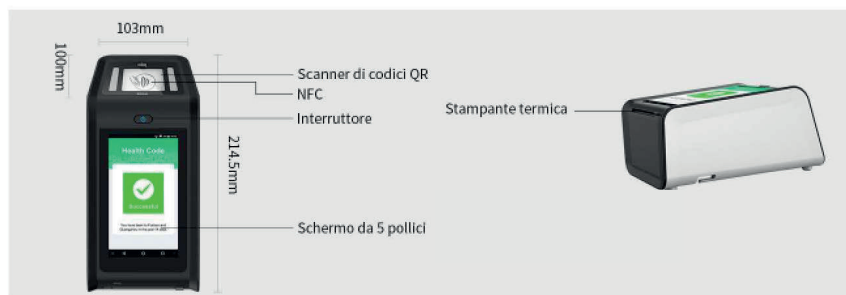 103mm
100mm
Scanner di codici QR
NFC
Interruttore
Stampante termica
214.5mm
Health Code
Successful
Schermo da 5 pollici